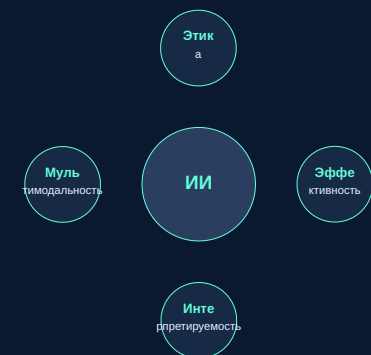 Этик
а
Муль
тимодальность
ИИ
Эффе
ктивность
Инте
рпретируемость